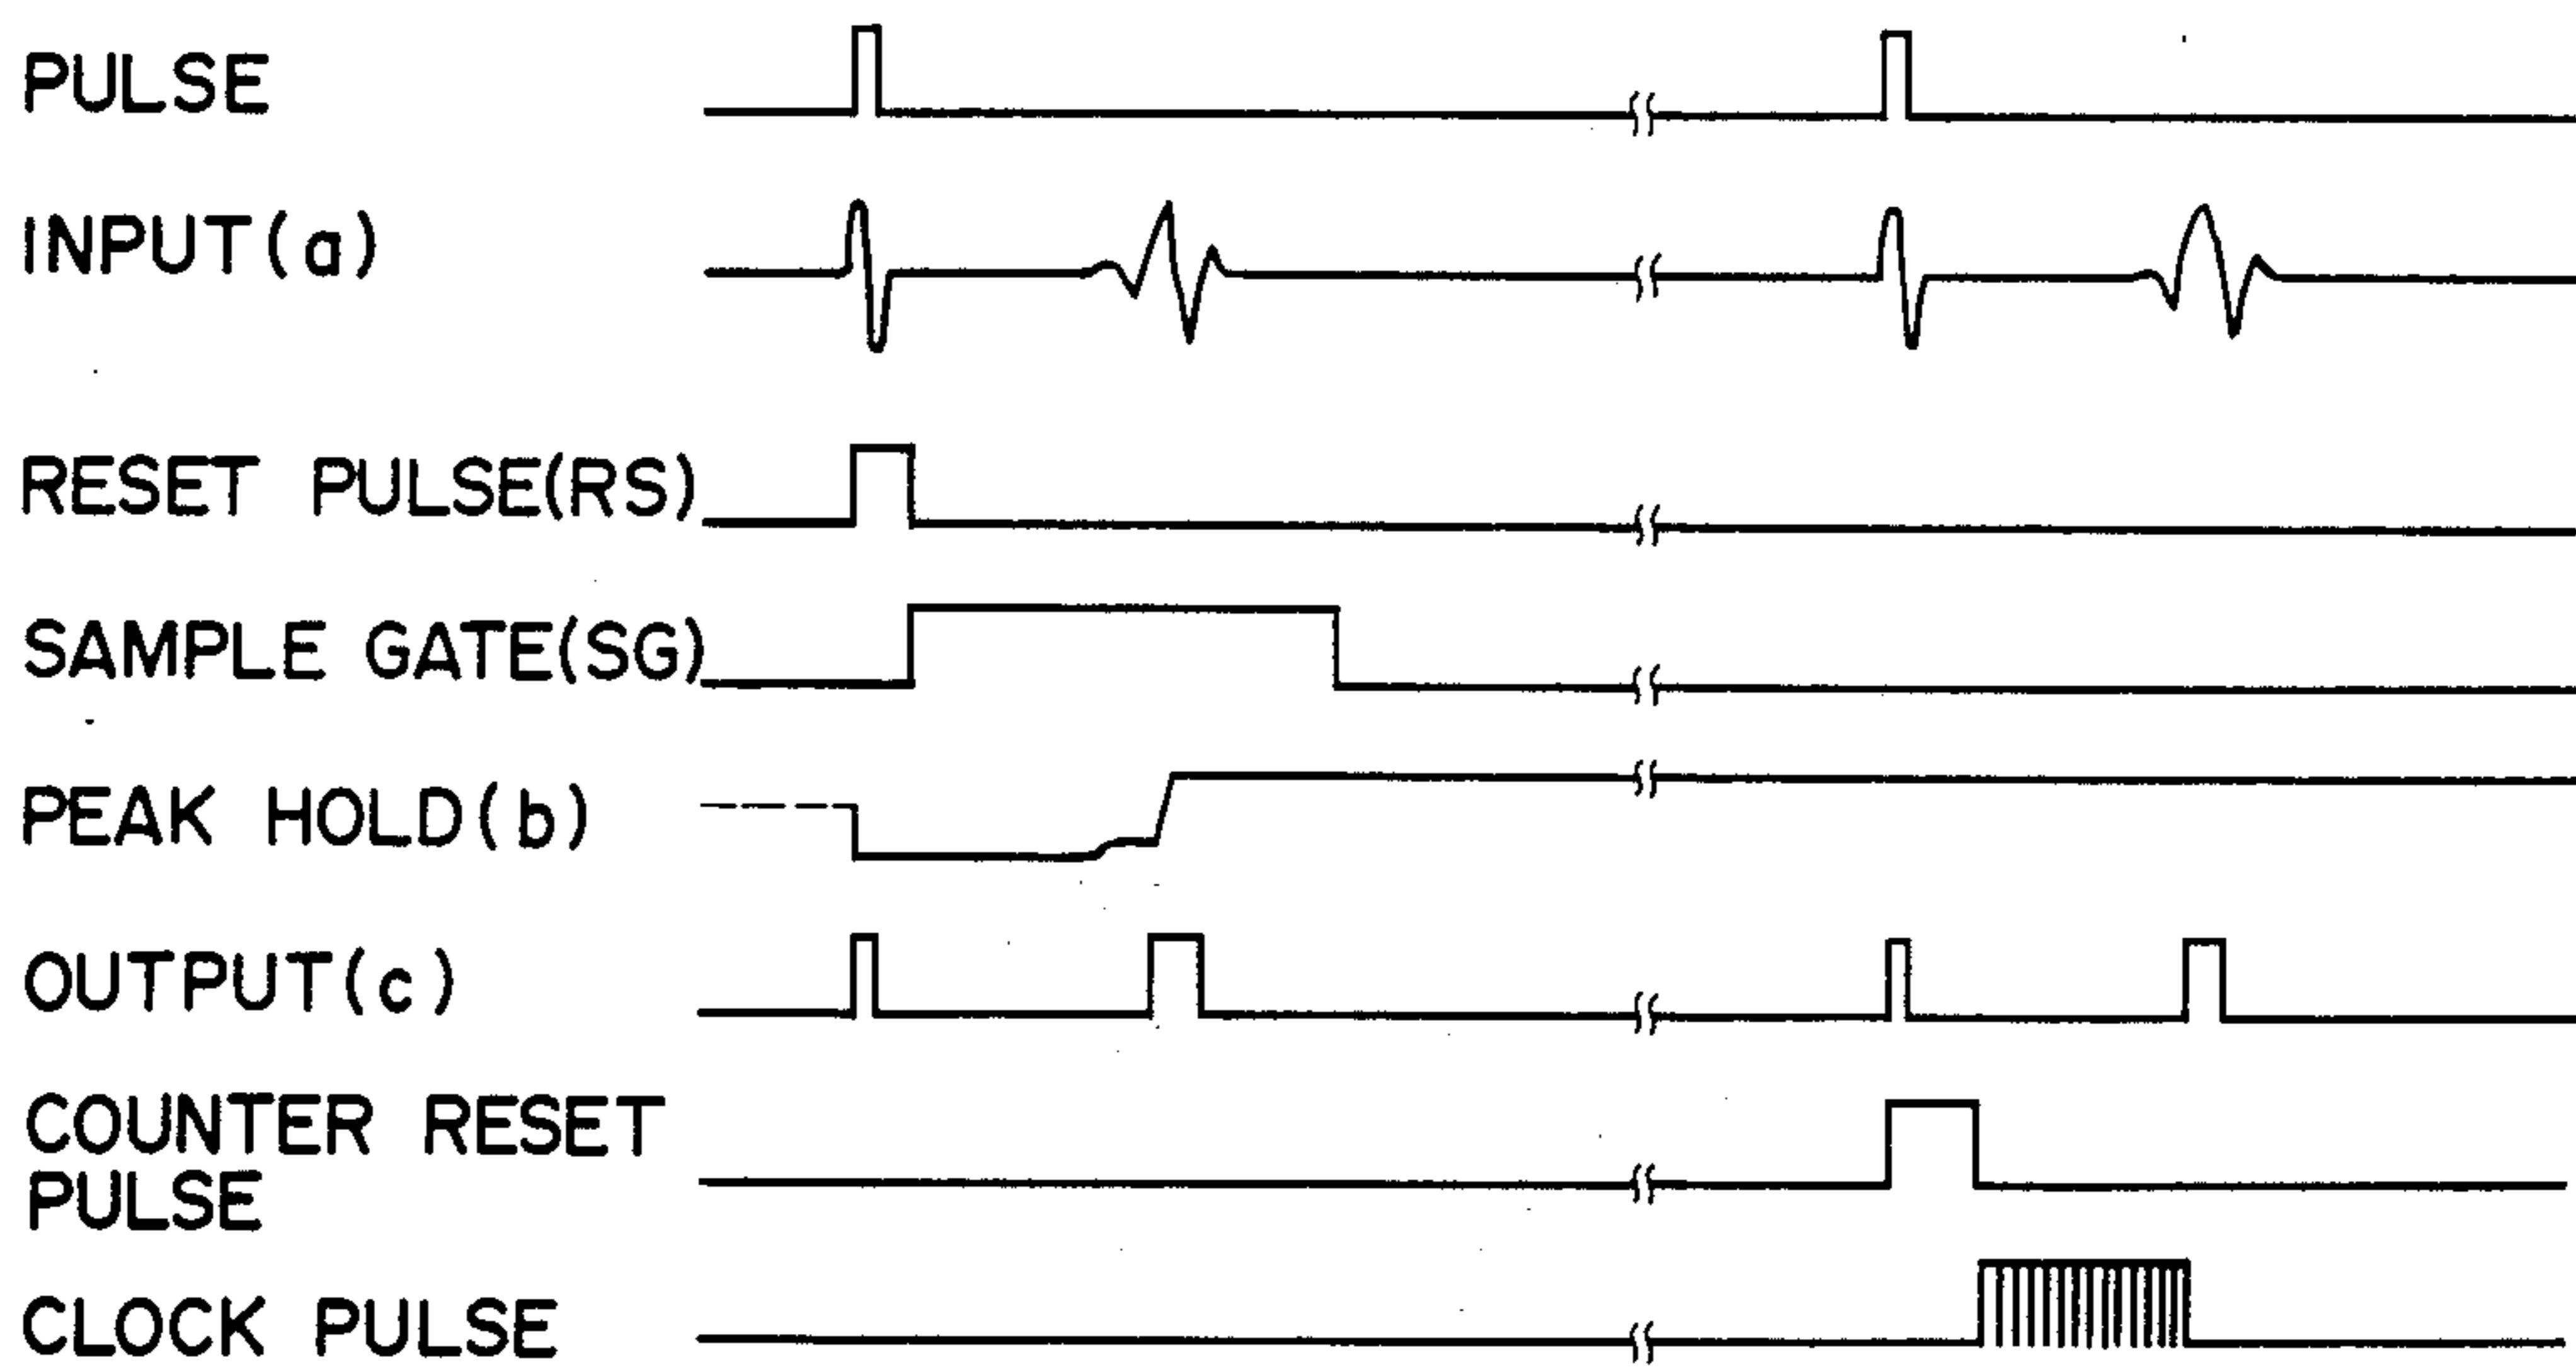 PULSE
INPUT(a)
RESET PULSE(RS)
SAMPLE GATE(SG)
PEAK HOLD(b)
OUTPUT(c)
COUNTER RESET
PULSE
CLOCK PULSE